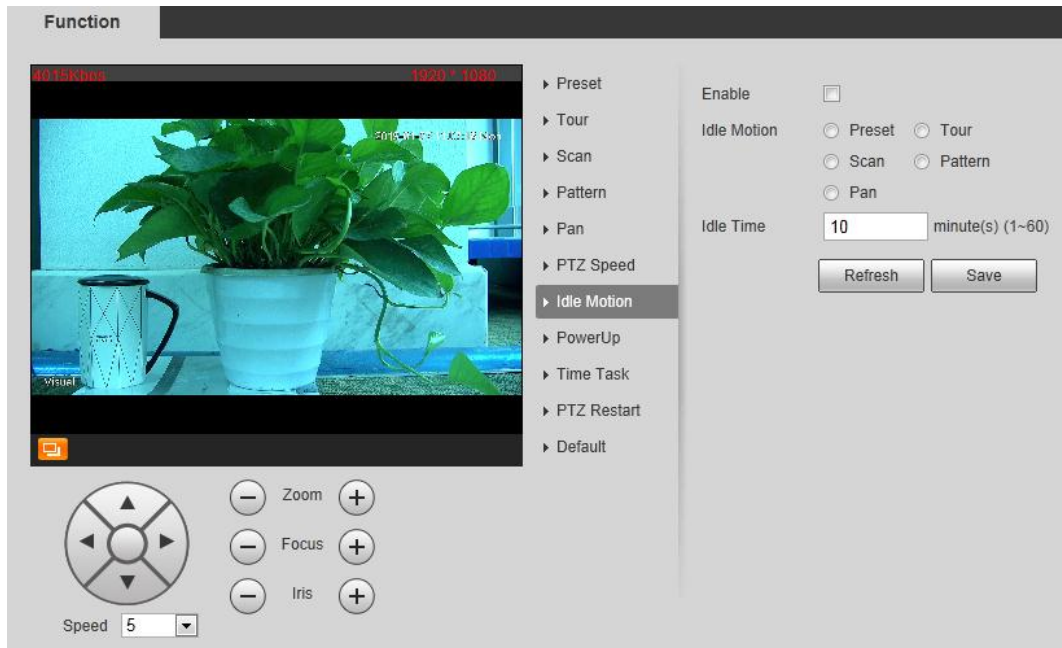 Function
4015Kbps 1920 * 1080
Visuel
Preset
Tour
Scan
Pattern
Pan
PTZ Speed
Idle Motion
PowerUp
Time Task
PTZ Restart
Default
Enable
Idle Motion Preset Tour
Scan Pattern
Pan
Idle Time 10 minute(s) (1~60)
Refresh Save
Zoom
Focus
Iris
Speed 5